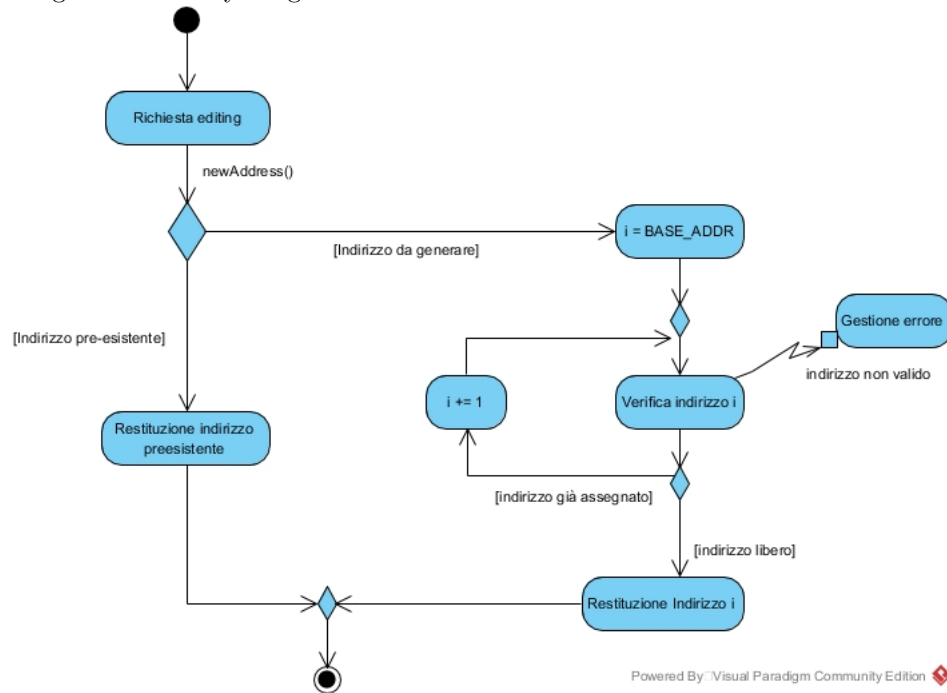 Richiesta editing
newAddress()
[Indirizzo da generare]
i = BASE_ADDR
[Indirizzo pre-esistente]
Gestione errore
indirizzo non valido
i += 1
Verifica indirizzo i
Restituzione indirizzo
preesistente
[indirizzo già assegnato]
[indirizzo libero]
Restituzione Indirizzo i
Powered By Visual Paradigm Community Edition